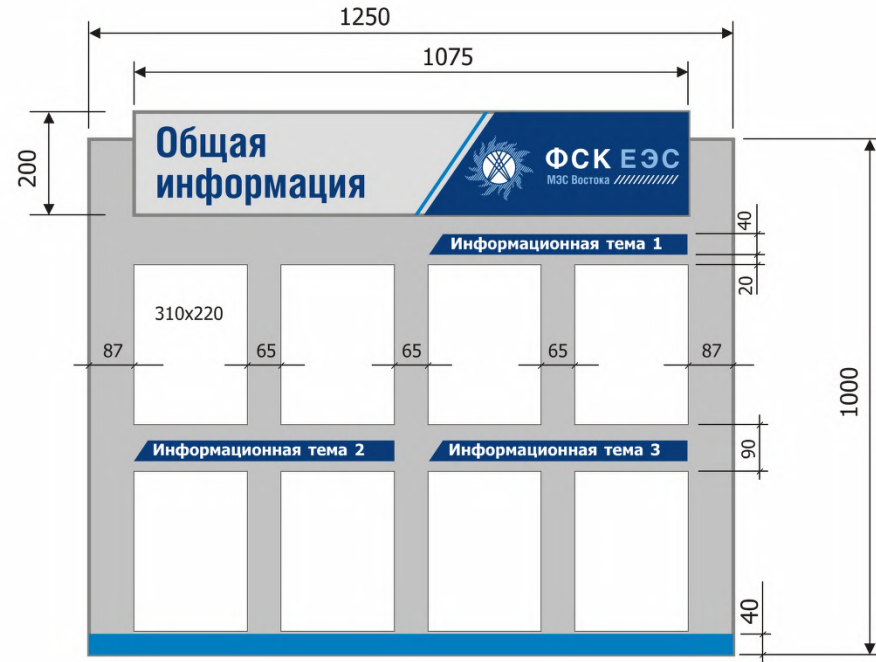 1250
1075
200
Общая
информация
ФСК ЕЭС
МЭС Востока
Информационная тема 1
40
20
310x220
87
65
65
65
87
1000
Информационная тема 2
Информационная тема 3
90
40